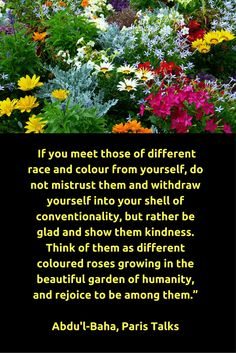 If you meet those of different
race and colour from yourself, do
not mistrust them and withdraw
yourself into your shell of
conventionality, but rather be
glad and show them kindness.
Think of them as different
coloured roses growing in the
beautiful garden of humanity,
and rejoice to be among them.”
Abdu'l-Baha, Paris Talks